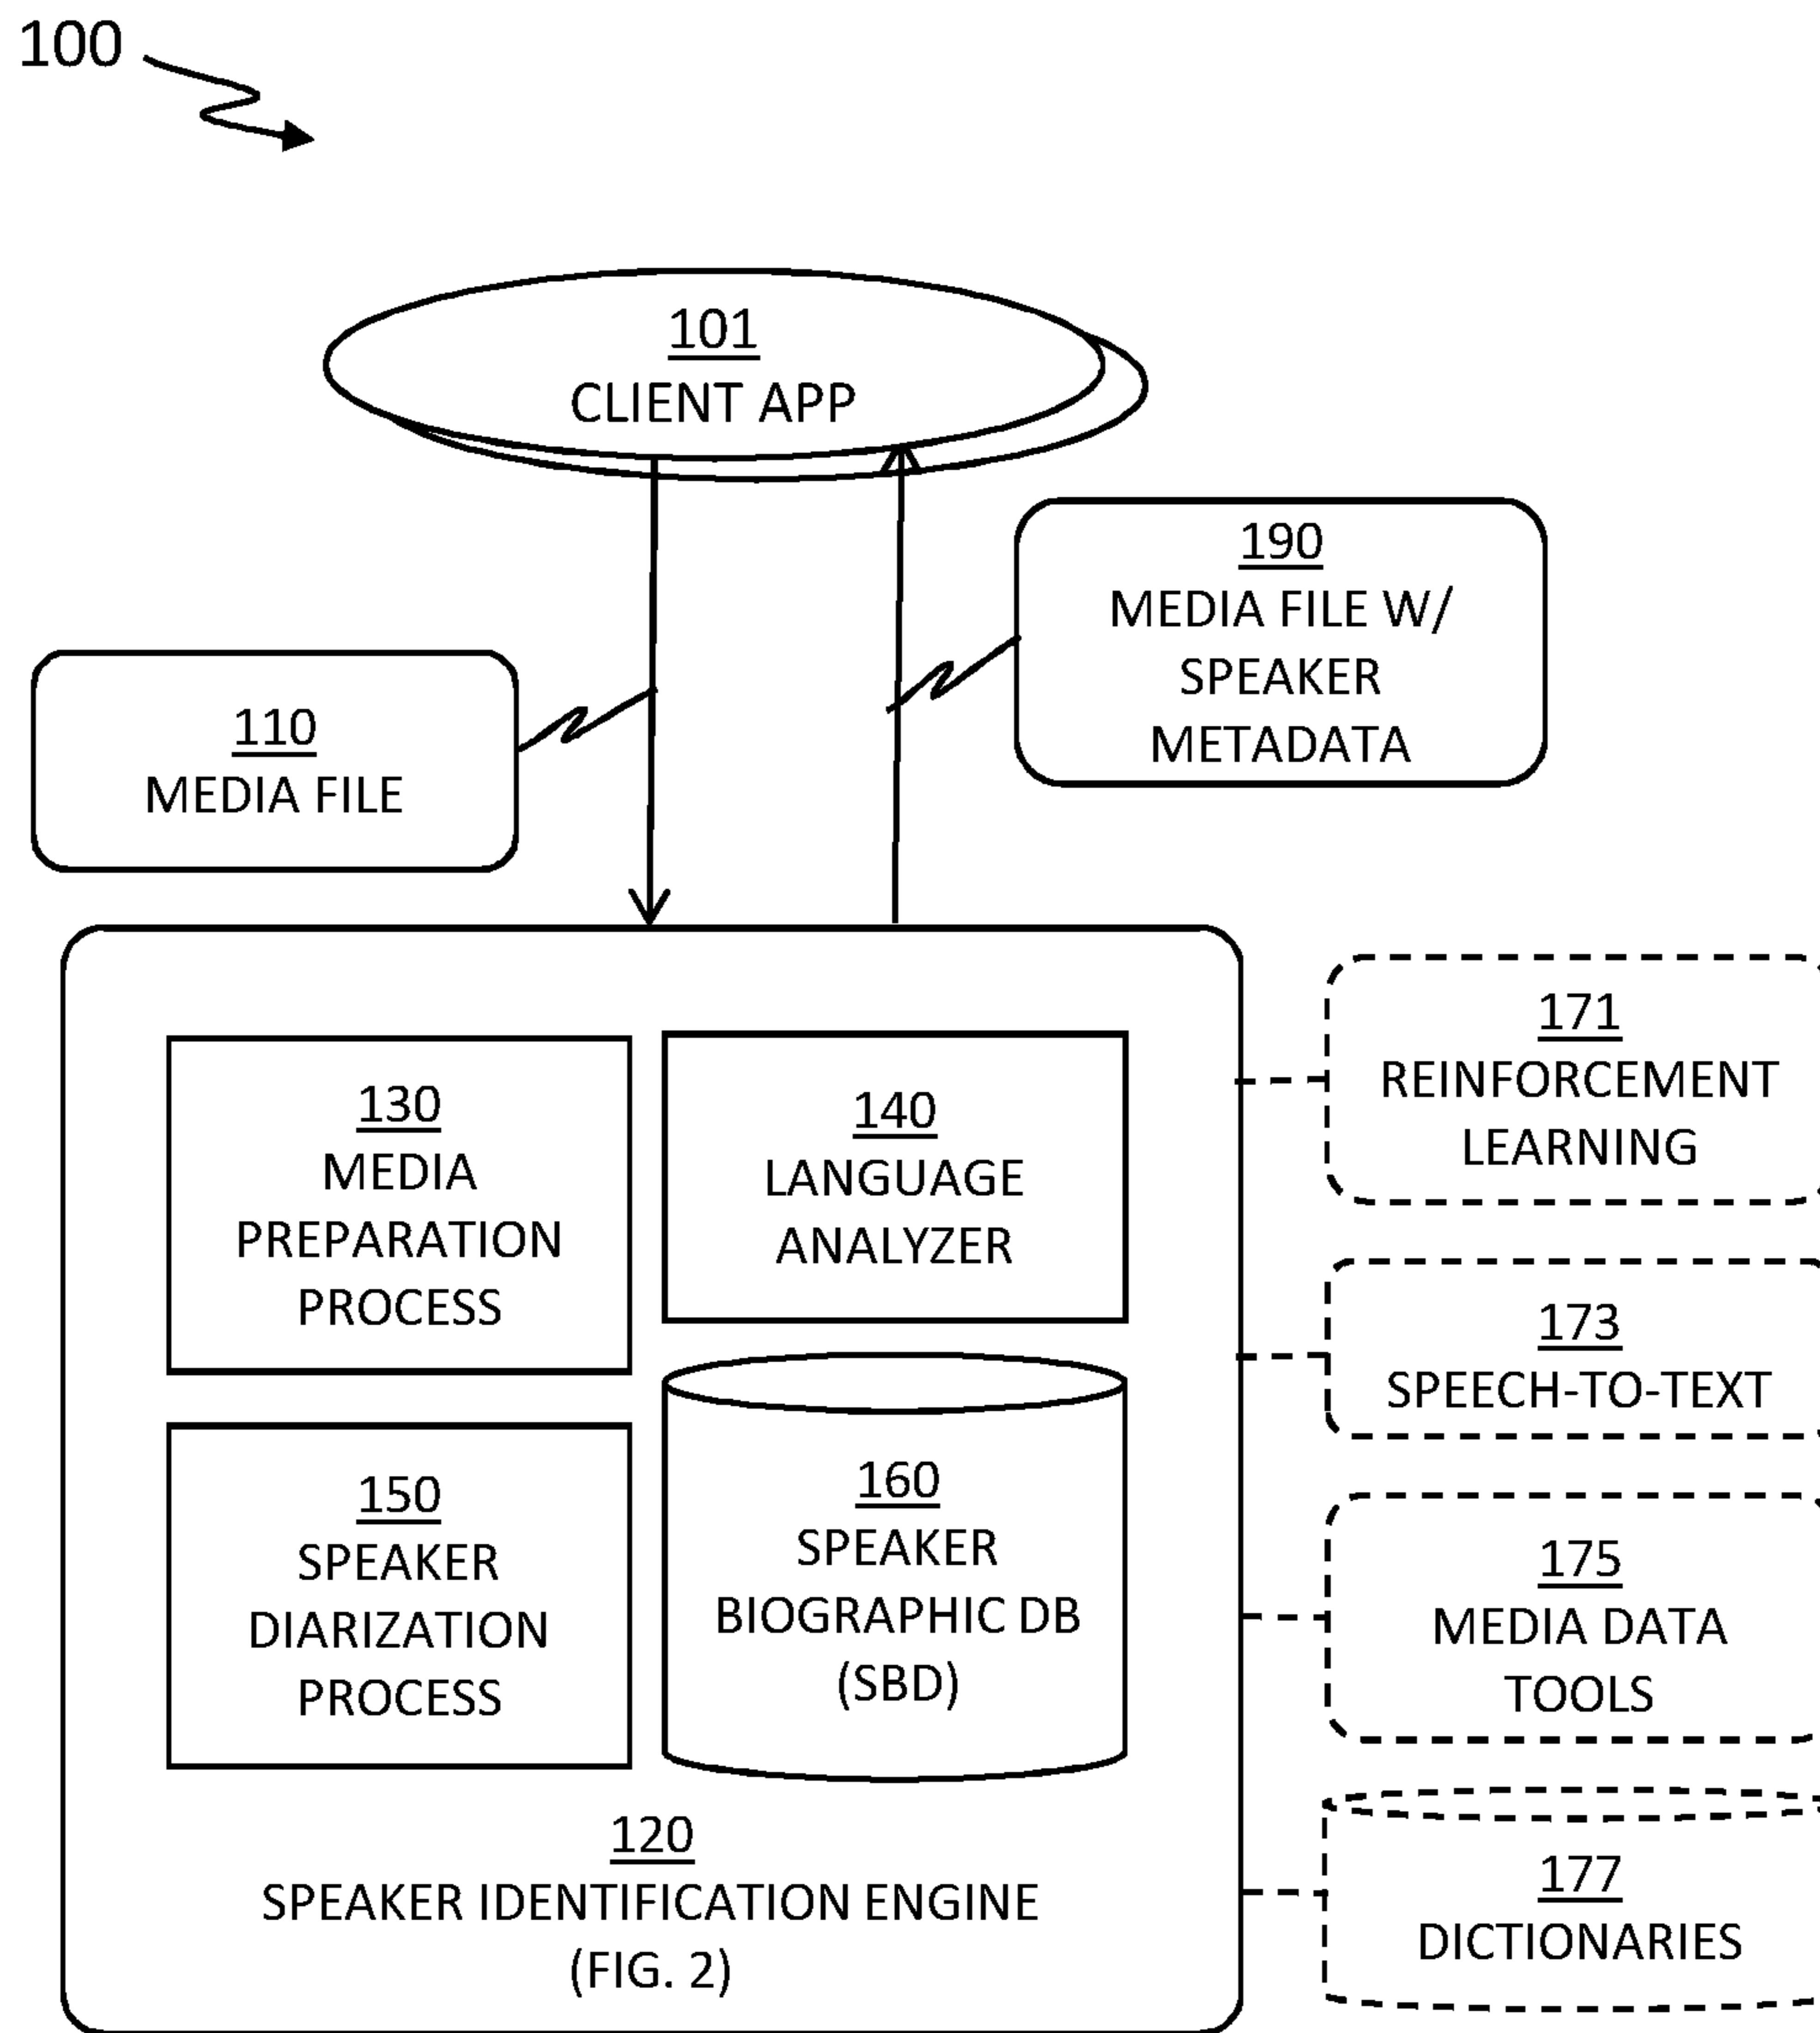 100
101
CLIENT APP
190
MEDIA FILE W/
SPEAKER
METADATA
110
MEDIA FILE
130
MEDIA
PREPARATION
PROCESS
140
LANGUAGE
ANALYZER
150
SPEAKER
DIARIZATION
PROCESS
160
SPEAKER
BIOGRAPHIC DB
(SBD)
120
SPEAKER IDENTIFICATION ENGINE
(FIG. 2)
171
REINFORCEMENT
LEARNING
173
SPEECH-TO-TEXT
175
MEDIA DATA
TOOLS
177
DICTIONARIES